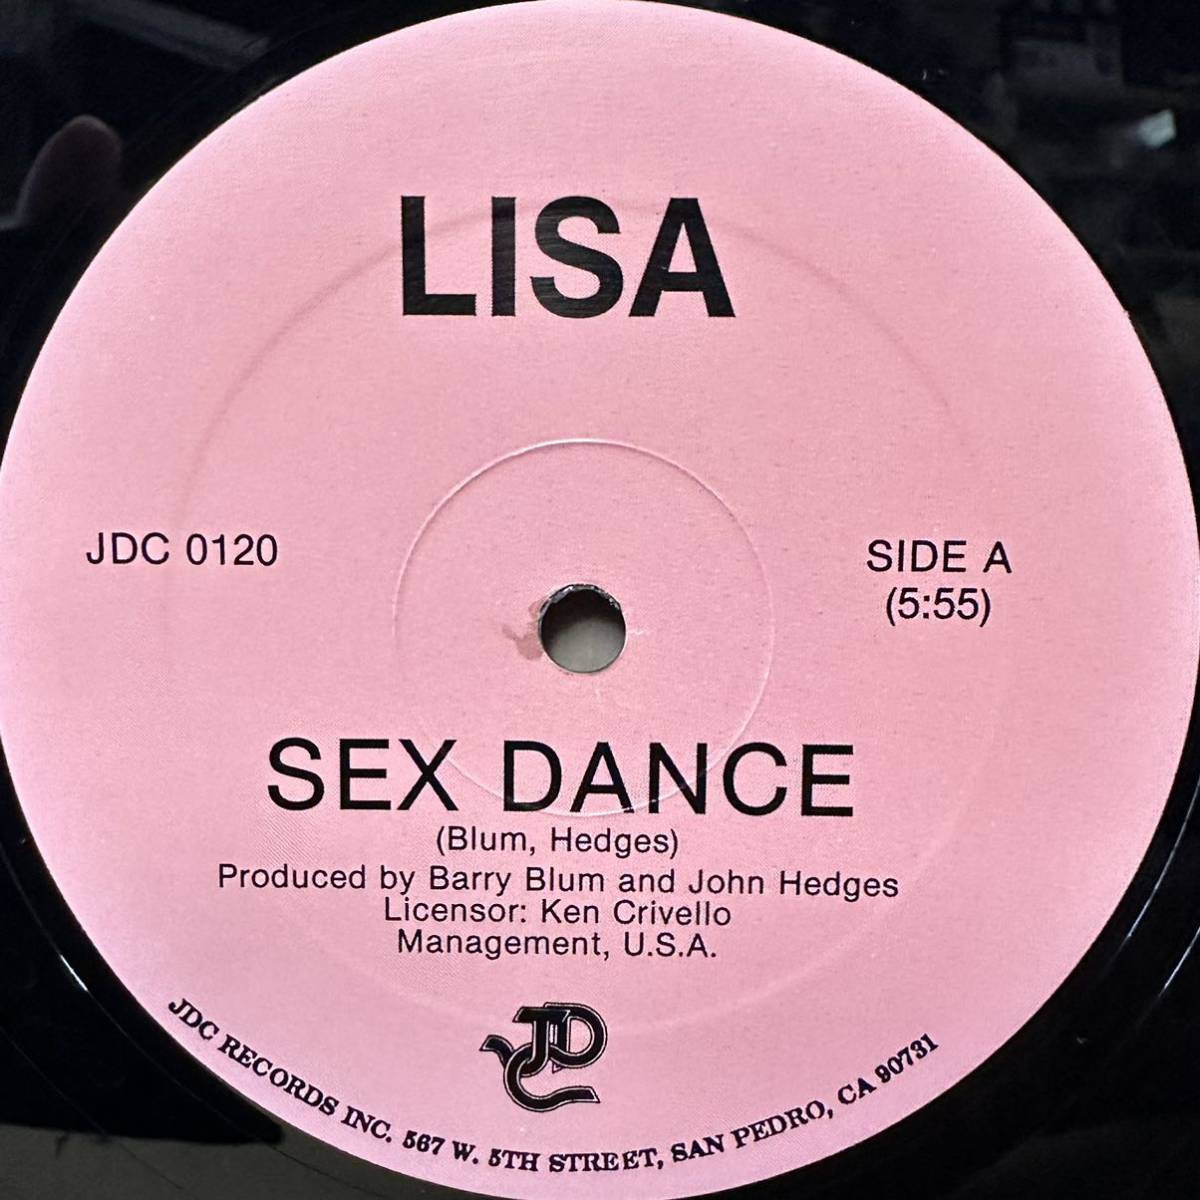 LISA
JDC 0120
SIDE A
(5:55)
SEX DANCE
(Blum, Hedges)
Produced by Barry Blum and John Hedges
Licensor: Ken Crivello
Management, U.S.A.
JDC
JDC RECORDS INC. 567 W. 5TH STREET, SAN PEDRO, CA 90731